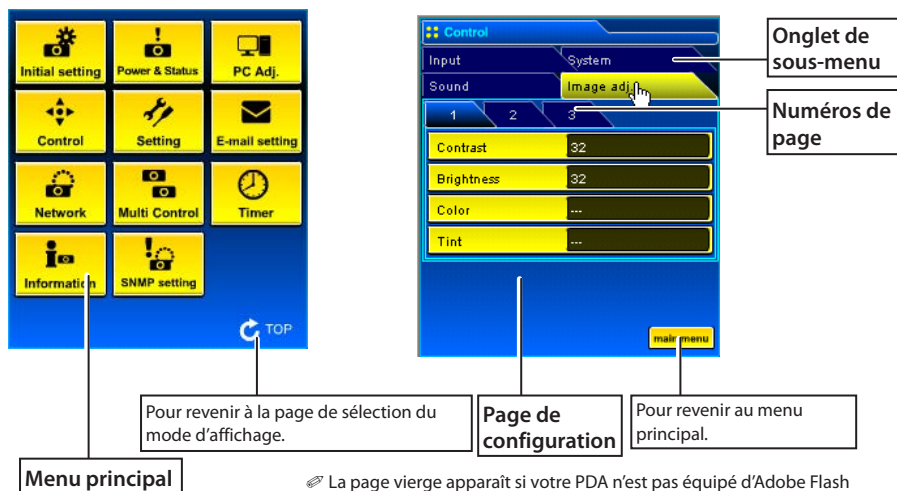 Initial setting
Power & Status
PC Adj.
Control
Setting
E-mail setting
Network
Multi Control
Timer
Information
SNMP setting
TOP
Control
Input
System
Sound
Image adj.
1
2
3
Contrast
32
Brightness
32
Color
---
Tint
---
main menu
Onglet de
sous-menu
Numéros de
page
Pour revenir à la page de sélection du
mode d'affichage.
Page de
configuration
Pour revenir au menu
principal.
Menu principal
✐ La page vierge apparaît si votre PDA n'est pas équipé d'Adobe Flash